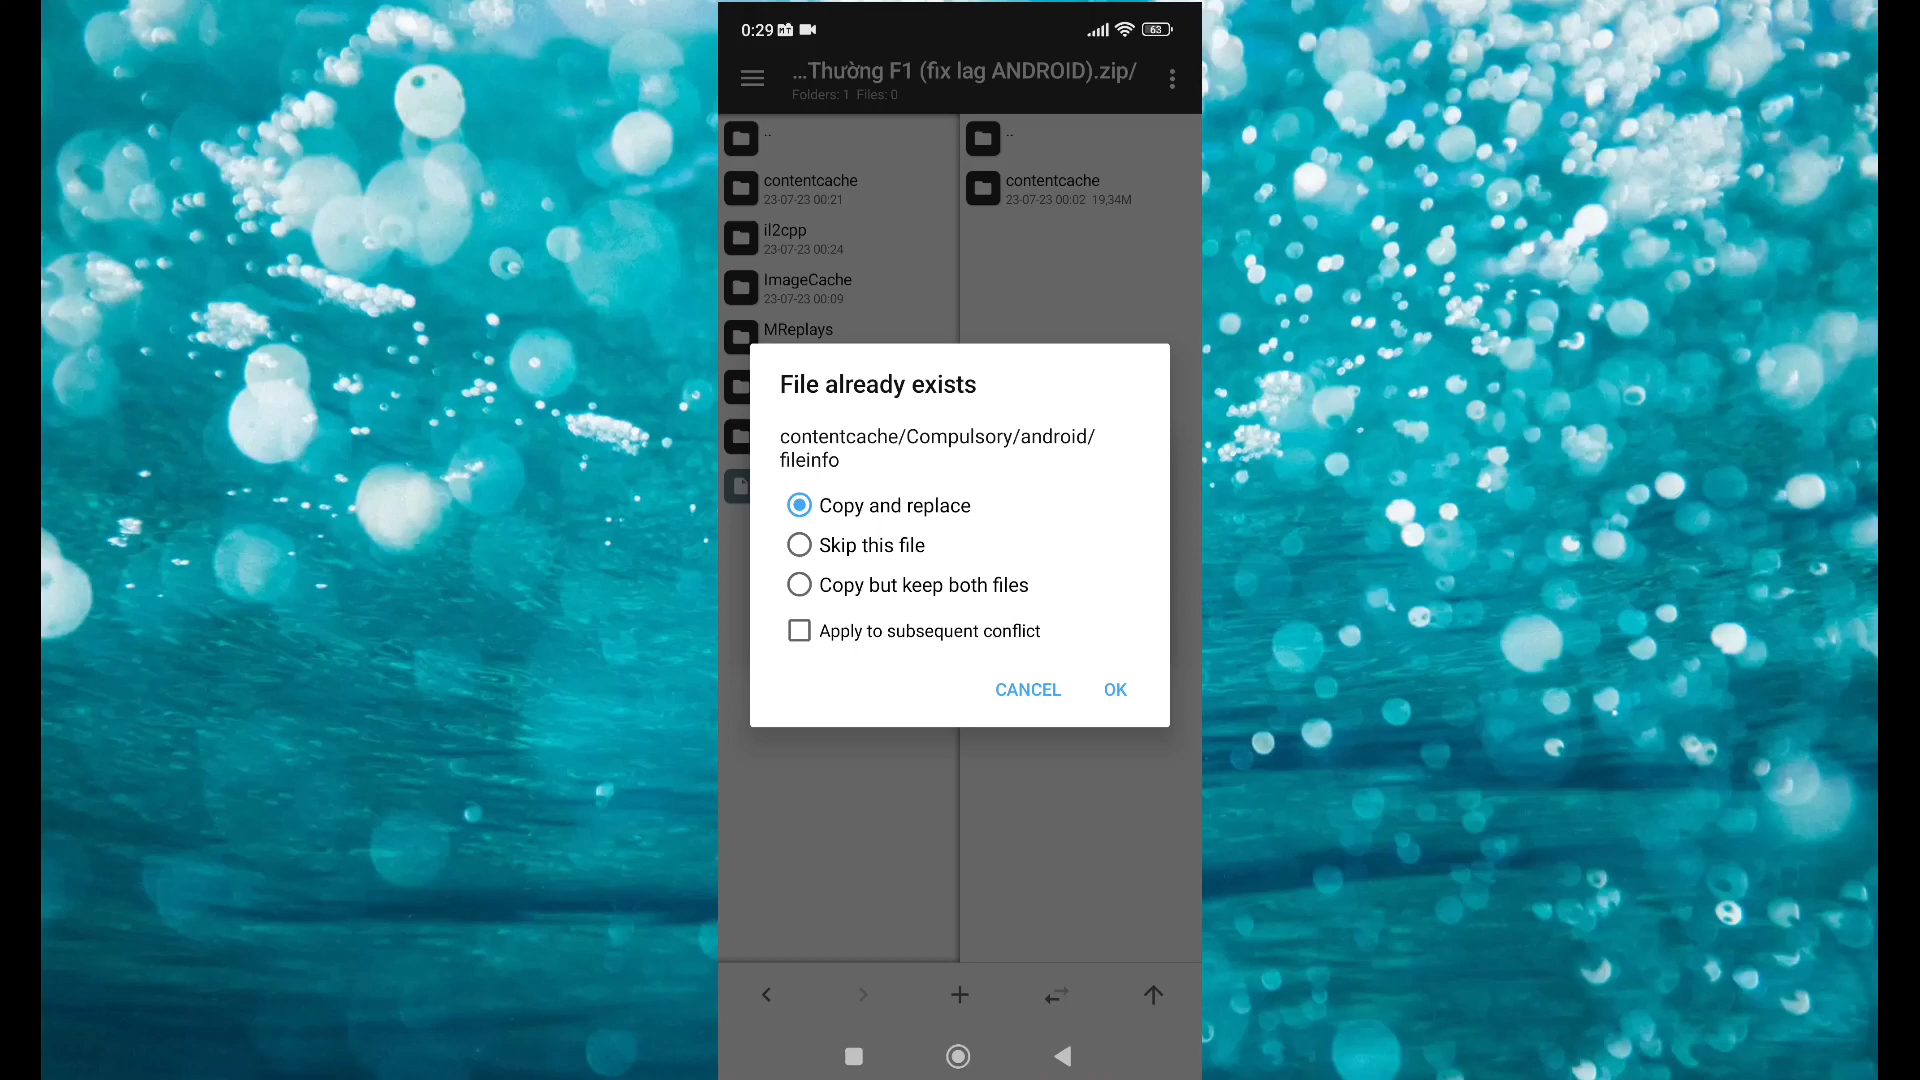 0:29
63
...Thường F1 (fix lag ANDROID).zip/
Folders: 1 Files: 0
..
contentcache
23-07-23 00:21
il2cpp
23-07-23 00:24
ImageCache
23-07-23 00:09
MReplays
..
contentcache
23-07-23 00:02 19,34M
File already exists
contentcache/Compulsory/android/
fileinfo
Copy and replace
Skip this file
Copy but keep both files
Apply to subsequent conflict
CANCEL OK